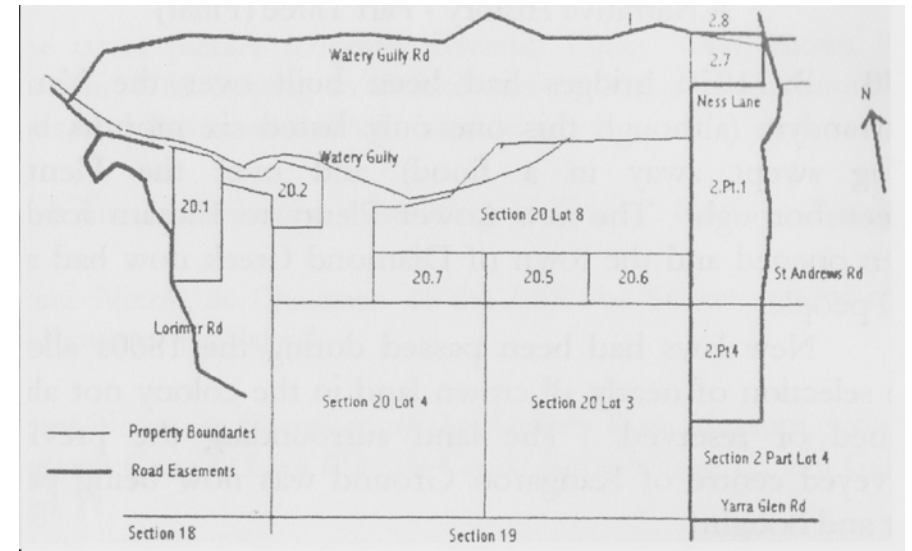 2.8
Watery Gully Rd
2.7
Ness Lane
N
Watery Gully
20.1
20.2
2.Pt.1
Section 20 Lot 8
20.7
20.5
20.6
St Andrews Rd
Lorimer Rd
2.Pt4
Section 20 Lot 4
Section 20 Lot 3
Property Boundaries
Section 2 Part Lot 4
Road Easements
Yarra Glen Rd
Section 18
Section 19